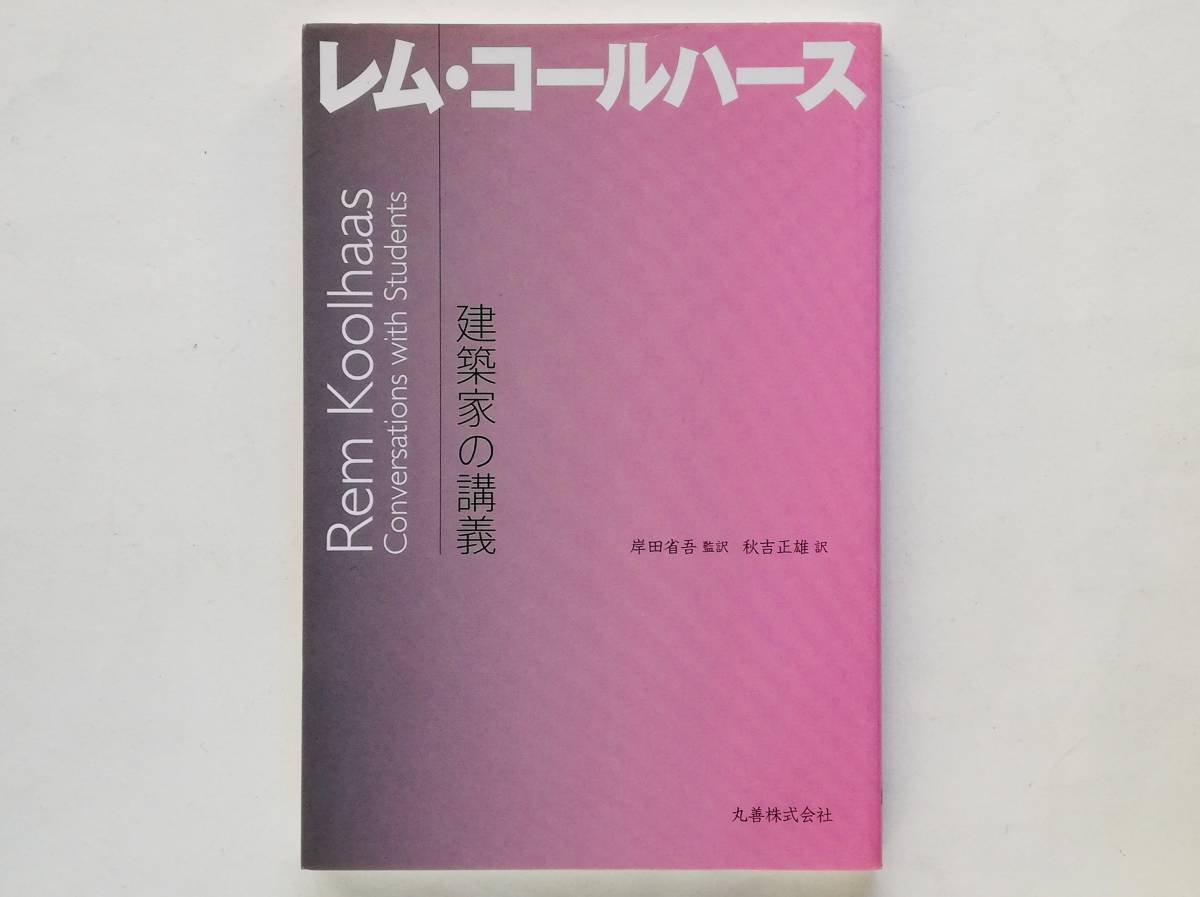 レム・コールハース
Rem Koolhaas
Conversations with Students
建築家の講義
岸田省吾 監訳 秋吉正雄 訳
丸善株式会社